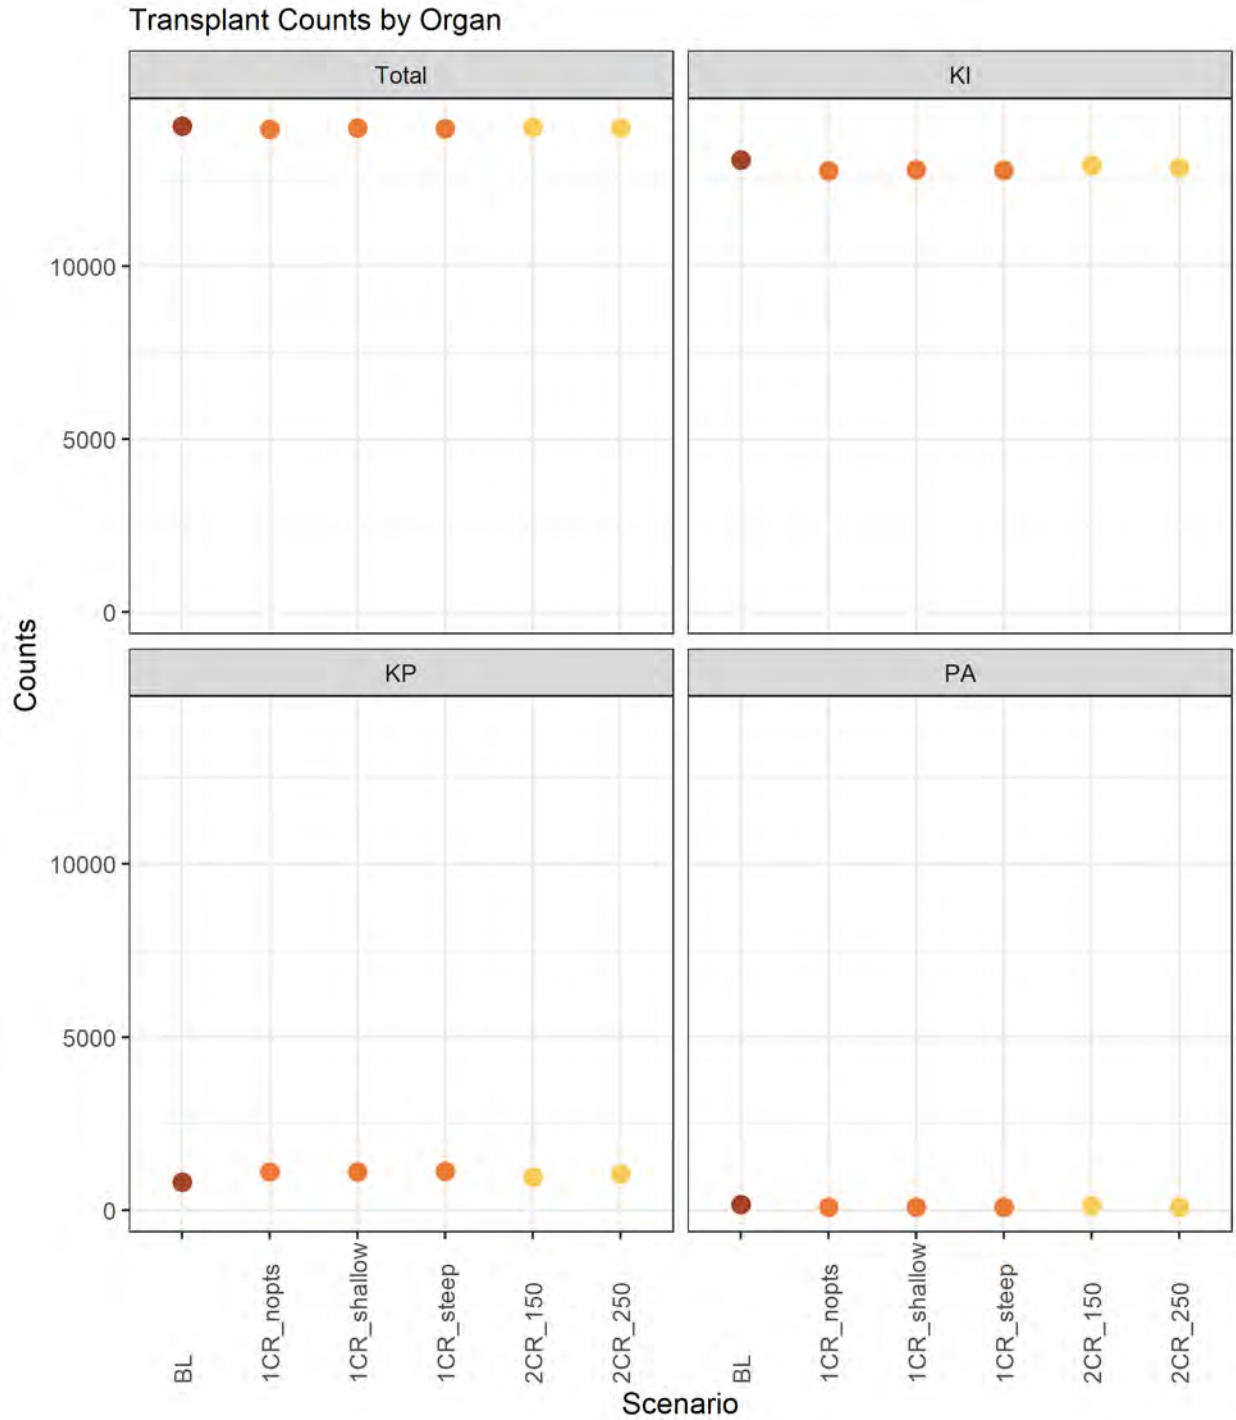 Transplant Counts by Organ
Total
KI
10000
5000
0
Counts
KP
PA
10000
5000
0
BL
1CR_nopts
1CR_shallow
1CR_steep
2CR_150
2CR_250
BL
1CR_nopts
1CR_shallow
1CR_steep
2CR_150
2CR_250
Scenario